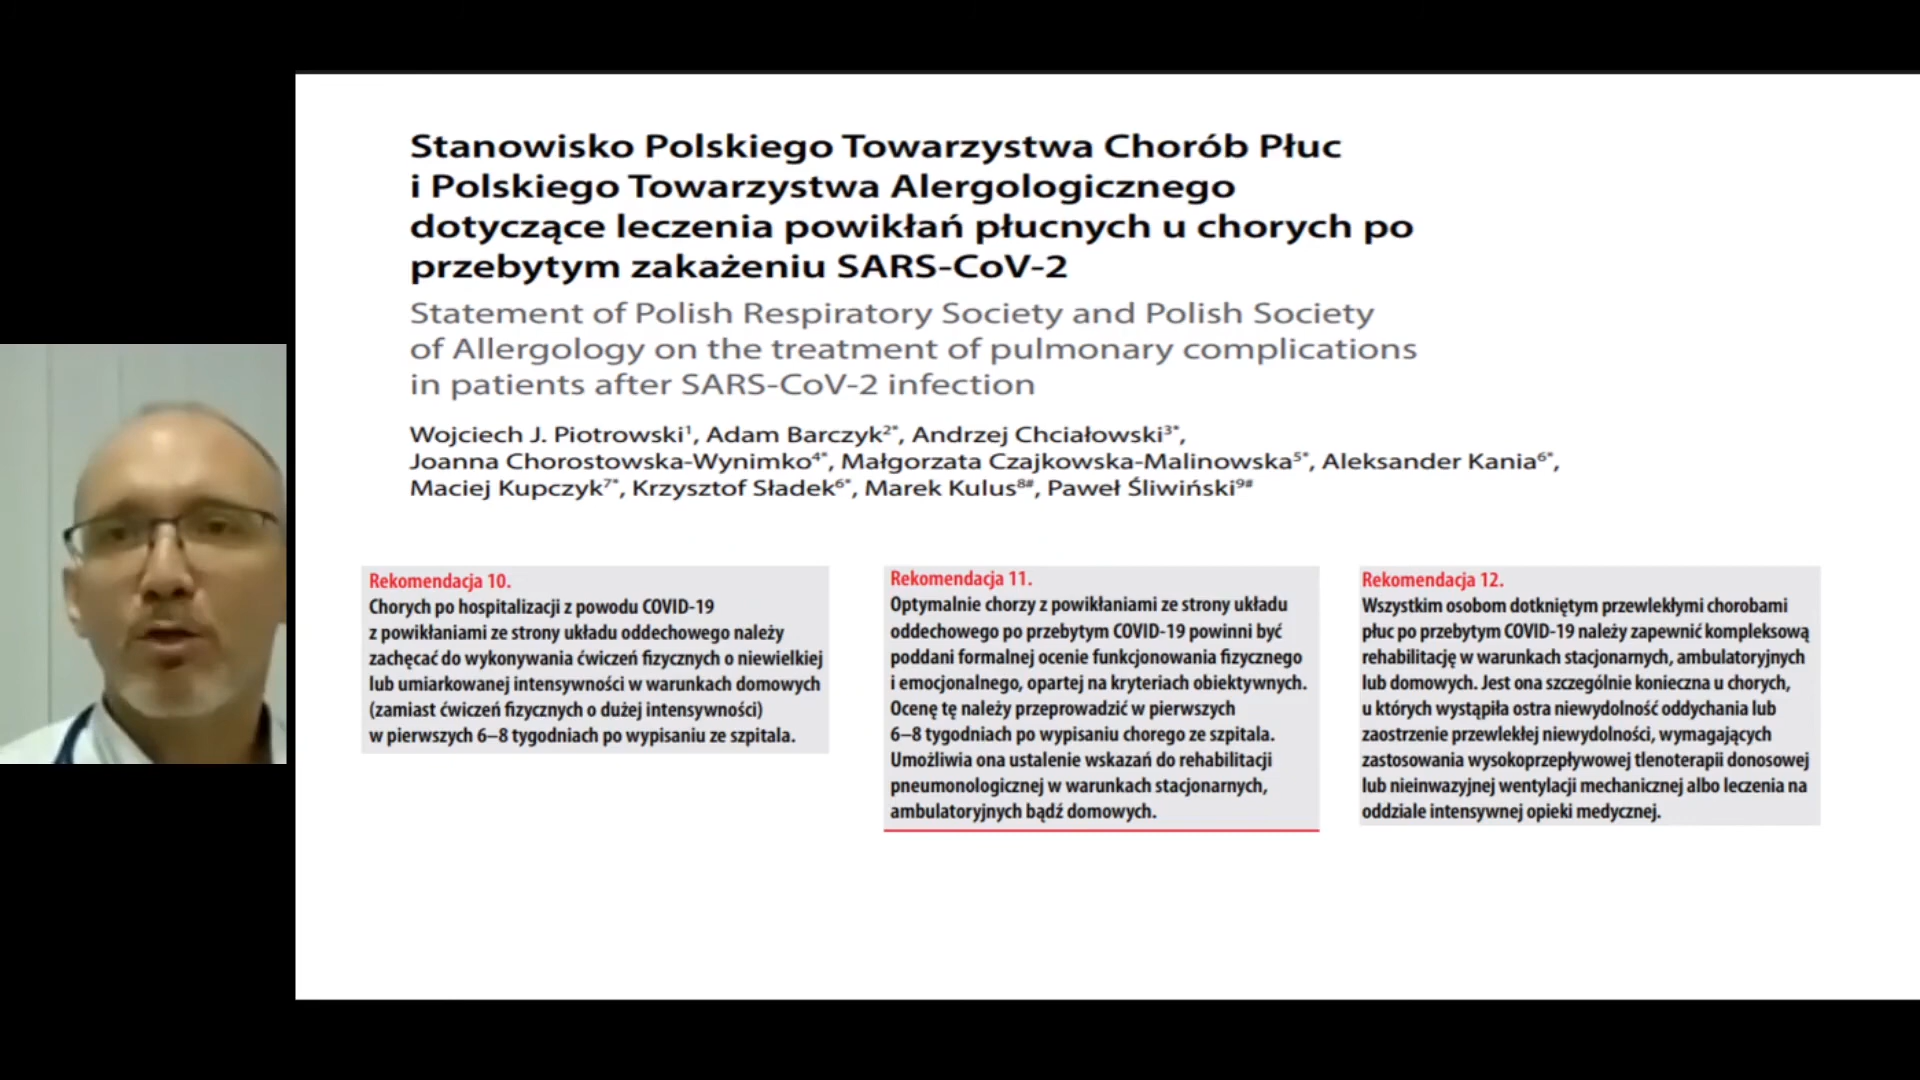 Stanowisko Polskiego Towarzystwa Chorób Płuc
i Polskiego Towarzystwa Alergologicznego
dotyczące leczenia powikłań płucnych u chorych po
przebytym zakażeniu SARS-CoV-2
Statement of Polish Respiratory Society and Polish Society
of Allergology on the treatment of pulmonary complications
in patients after SARS-CoV-2 infection
Wojciech J. Piotrowski¹, Adam Barczyk²*, Andrzej Chciałowski³*,
Joanna Chorostowska-Wynimko⁴*, Małgorzata Czajkowska-Malinowska⁵*, Aleksander Kania⁶*,
Maciej Kupczyk⁷*, Krzysztof Sładek⁶*, Marek Kulus⁸#, Paweł Śliwiński⁹#
Rekomendacja 10.
Chorych po hospitalizacji z powodu COVID-19
z powikłaniami ze strony układu oddechowego należy
zachęcać do wykonywania ćwiczeń fizycznych o niewielkiej
lub umiarkowanej intensywności w warunkach domowych
(zamiast ćwiczeń fizycznych o dużej intensywności)
w pierwszych 6–8 tygodniach po wypisaniu ze szpitala.
Rekomendacja 11.
Optymalnie chorzy z powikłaniami ze strony układu
oddechowego po przebytym COVID-19 powinni być
poddani formalnej ocenie funkcjonowania fizycznego
i emocjonalnego, opartej na kryteriach obiektywnych.
Ocenę tę należy przeprowadzić w pierwszych
6–8 tygodniach po wypisaniu chorego ze szpitala.
Umożliwia ona ustalenie wskazań do rehabilitacji
pneumonologicznej w warunkach stacjonarnych,
ambulatoryjnych bądź domowych.
Rekomendacja 12.
Wszystkim osobom dotkniętym przewlekłymi chorobami
płuc po przebytym COVID-19 należy zapewnić kompleksową
rehabilitację w warunkach stacjonarnych, ambulatoryjnych
lub domowych. Jest ona szczególnie konieczna u chorych,
u których wystąpiła ostra niewydolność oddychania lub
zaostrzenie przewlekłej niewydolności, wymagających
zastosowania wysokoprzepływowej tlenoterapii donosowej
lub nieinwazyjnej wentylacji mechanicznej albo leczenia na
oddziale intensywnej opieki medycznej.